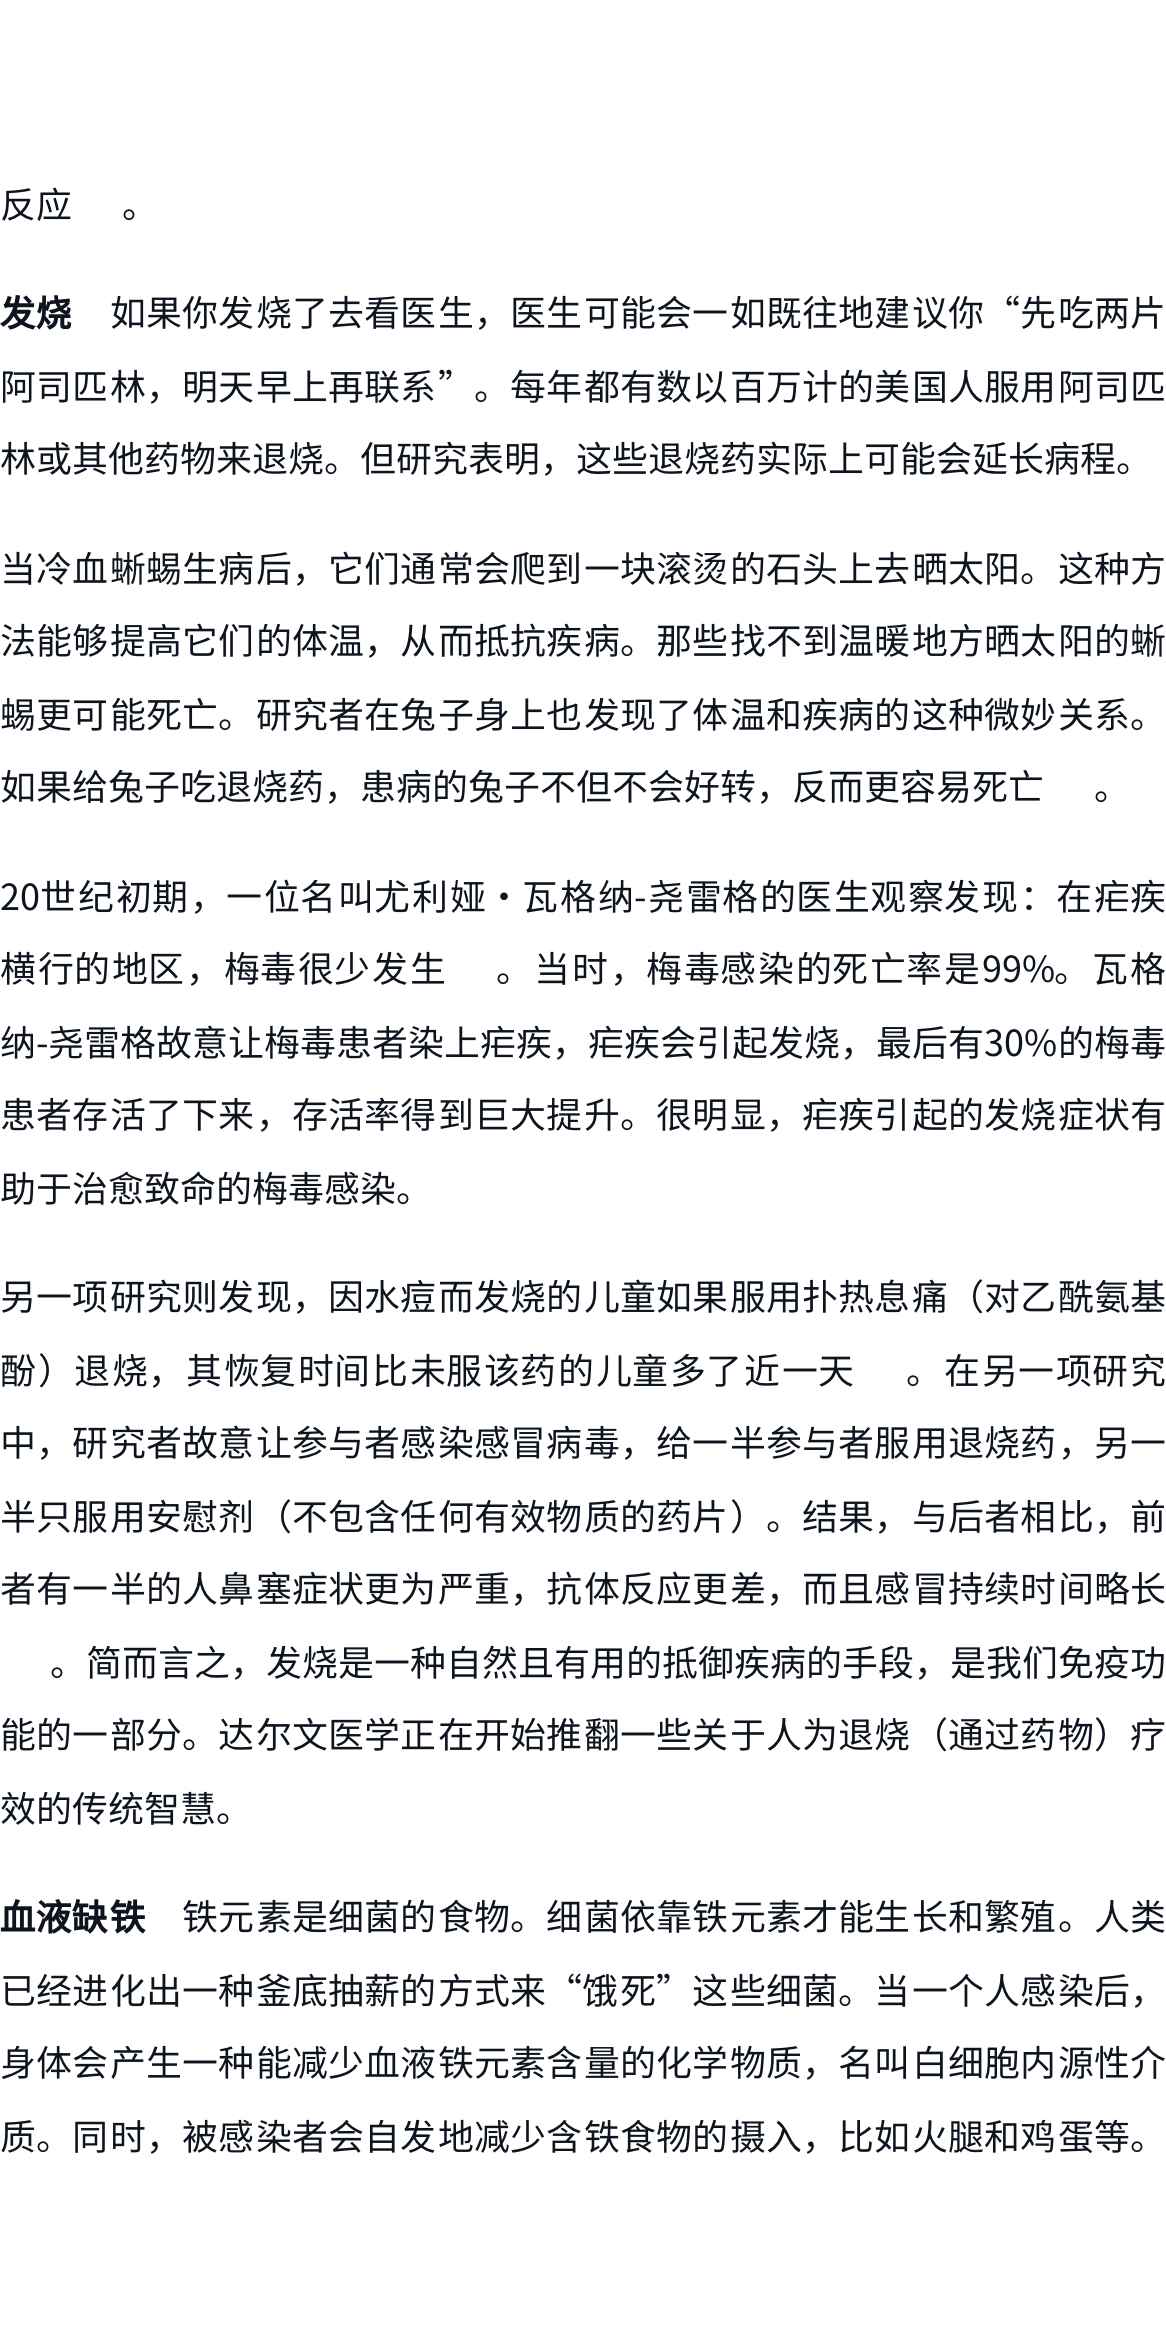 反应　。
发烧　如果你发烧了去看医生，医生可能会一如既往地建议你“先吃两片
阿司匹林，明天早上再联系”。每年都有数以百万计的美国人服用阿司匹
林或其他药物来退烧。但研究表明，这些退烧药实际上可能会延长病程。
当冷血蜥蜴生病后，它们通常会爬到一块滚烫的石头上去晒太阳。这种方
法能够提高它们的体温，从而抵抗疾病。那些找不到温暖地方晒太阳的蜥
蜴更可能死亡。研究者在兔子身上也发现了体温和疾病的这种微妙关系。
如果给兔子吃退烧药，患病的兔子不但不会好转，反而更容易死亡　。
20世纪初期，一位名叫尤利娅·瓦格纳-尧雷格的医生观察发现：在疟疾
横行的地区，梅毒很少发生　。当时，梅毒感染的死亡率是99%。瓦格
纳-尧雷格故意让梅毒患者染上疟疾，疟疾会引起发烧，最后有30%的梅毒
患者存活了下来，存活率得到巨大提升。很明显，疟疾引起的发烧症状有
助于治愈致命的梅毒感染。
另一项研究则发现，因水痘而发烧的儿童如果服用扑热息痛（对乙酰氨基
酚）退烧，其恢复时间比未服该药的儿童多了近一天　。在另一项研究
中，研究者故意让参与者感染感冒病毒，给一半参与者服用退烧药，另一
半只服用安慰剂（不包含任何有效物质的药片）。结果，与后者相比，前
者有一半的人鼻塞症状更为严重，抗体反应更差，而且感冒持续时间略长
　。简而言之，发烧是一种自然且有用的抵御疾病的手段，是我们免疫功
能的一部分。达尔文医学正在开始推翻一些关于人为退烧（通过药物）疗
效的传统智慧。
血液缺铁　铁元素是细菌的食物。细菌依靠铁元素才能生长和繁殖。人类
已经进化出一种釜底抽薪的方式来“饿死”这些细菌。当一个人感染后，
身体会产生一种能减少血液铁元素含量的化学物质，名叫白细胞内源性介
质。同时，被感染者会自发地减少含铁食物的摄入，比如火腿和鸡蛋等。